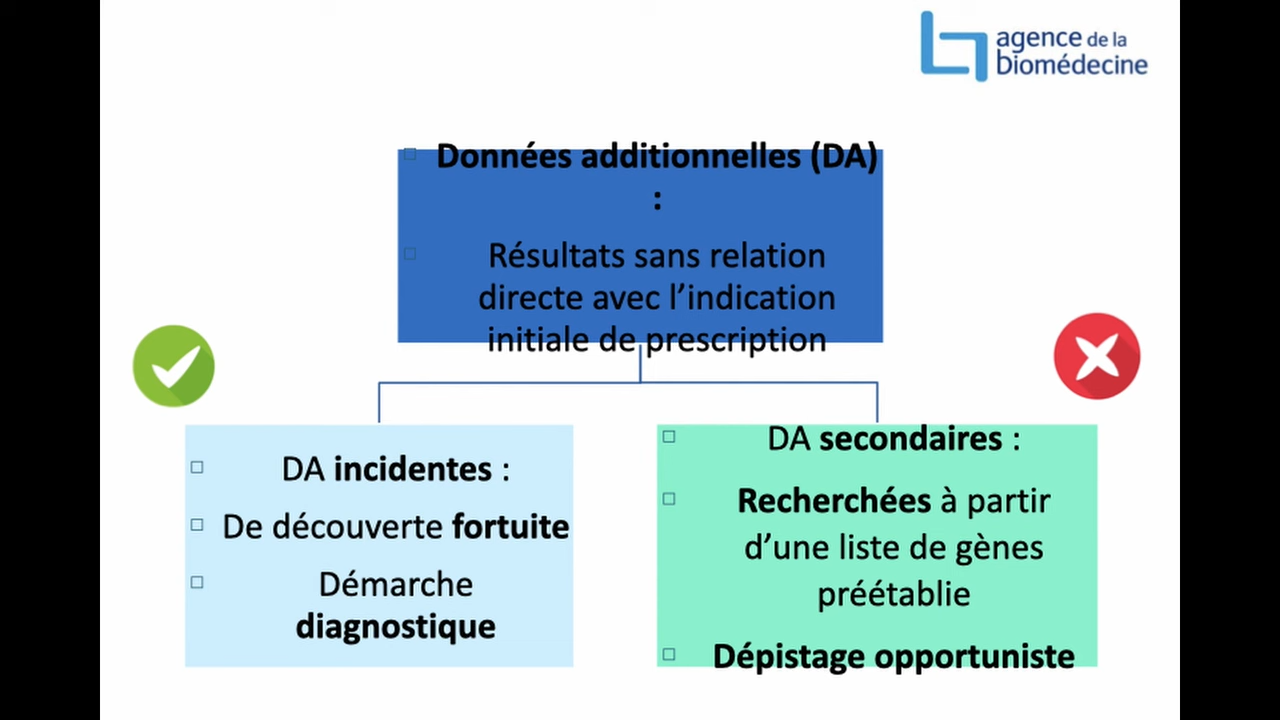 agence de la
biomédecine
Données additionnelles (DA)
:
Résultats sans relation
directe avec l’indication
initiale de prescription
DA incidentes :
De découverte fortuite
Démarche
diagnostique
DA secondaires :
Recherchées à partir
d’une liste de gènes
préétablie
Dépistage opportuniste